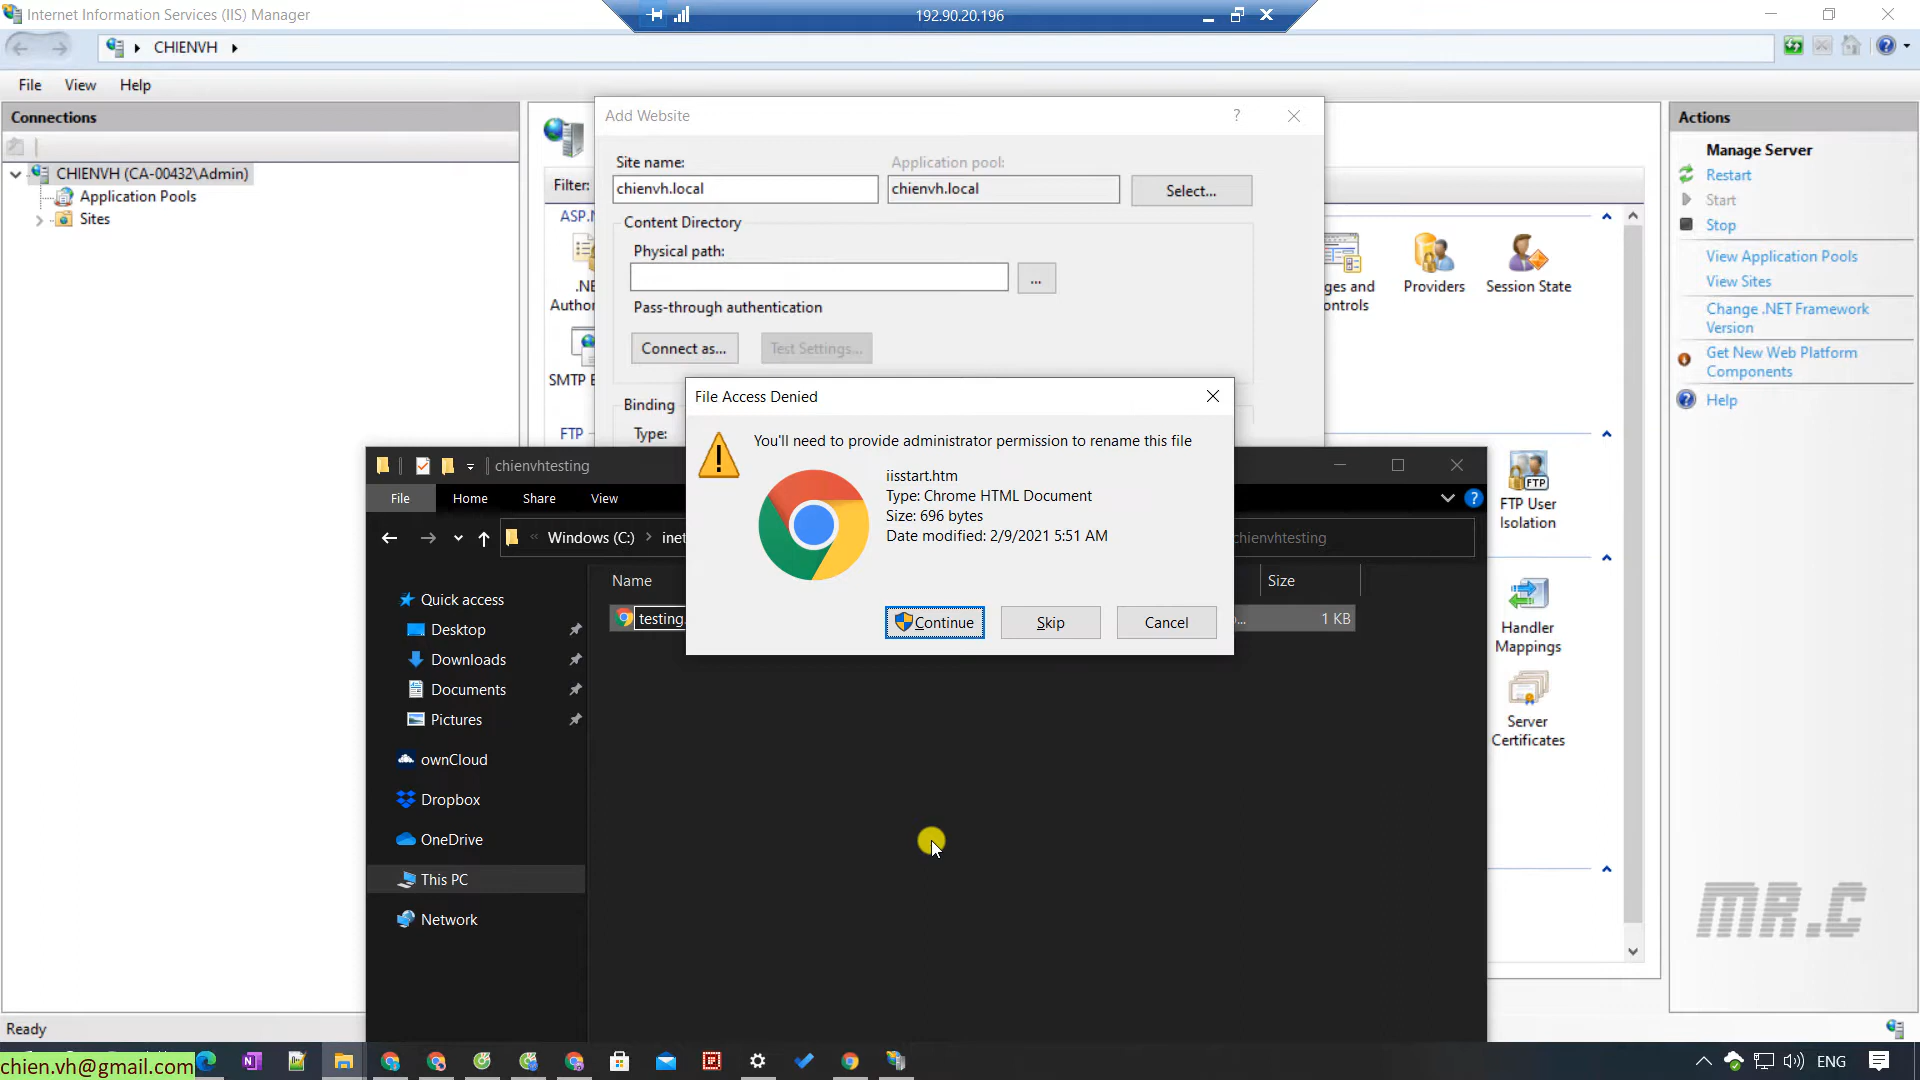 Internet Information Services (IIS) Manager
192.90.20.196
CHIENVH
File View Help
Connections
CHIENVH (CA-00432\Admin)
Application Pools
Sites
Filter:
ASP.N
.NE
Author
SMTP E
FTP
Add Website
?
Site name:
Application pool:
chienvh.local
chienvh.local
Select...
Content Directory
Physical path:
...
Pass-through authentication
Connect as...
Test Settings...
Binding
Type:
ges and
ontrols
Providers
Session State
FTP User
Isolation
Handler
Mappings
Server
Certificates
Actions
Manage Server
Restart
Start
Stop
View Application Pools
View Sites
Change .NET Framework
Version
Get New Web Platform
Components
Help
File Access Denied
You'll need to provide administrator permission to rename this file
iisstart.htm
Type: Chrome HTML Document
Size: 696 bytes
Date modified: 2/9/2021 5:51 AM
Continue
Skip
Cancel
chienvhtesting
File Home Share View
Windows (C:)
inet
chienvhtesting
Name
Size
testing.
...
1 KB
Quick access
Desktop
Downloads
Documents
Pictures
ownCloud
Dropbox
OneDrive
This PC
Network
MR.C
Ready
chien.vh@gmail.com
ENG